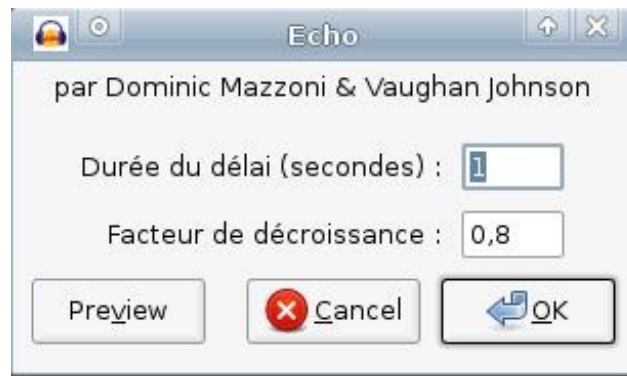 Echo
par Dominic Mazzoni & Vaughan Johnson
Durée du délai (secondes) : 1
Facteur de décroissance : 0,8
Preview Cancel OK